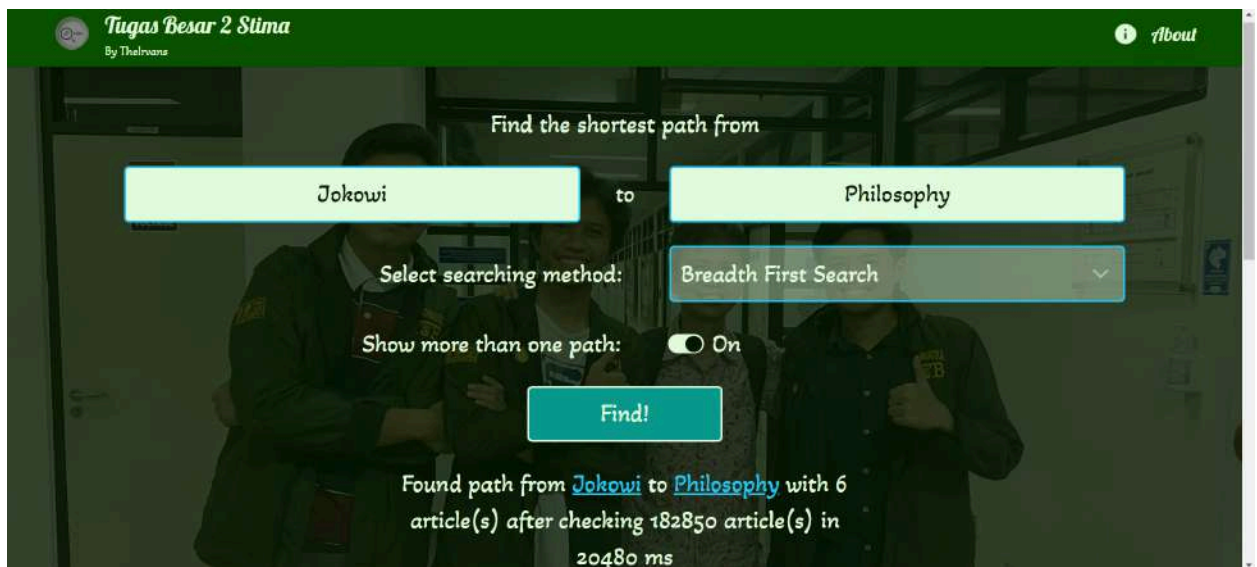 Tugas Besar 2 Stima
By TheIrvans
About
Find the shortest path from
Jokowi
to
Philosophy
Select searching method:
Breadth First Search
Show more than one path:
On
Find!
Found path from Jokowi to Philosophy with 6
article(s) after checking 182850 article(s) in
20480 ms